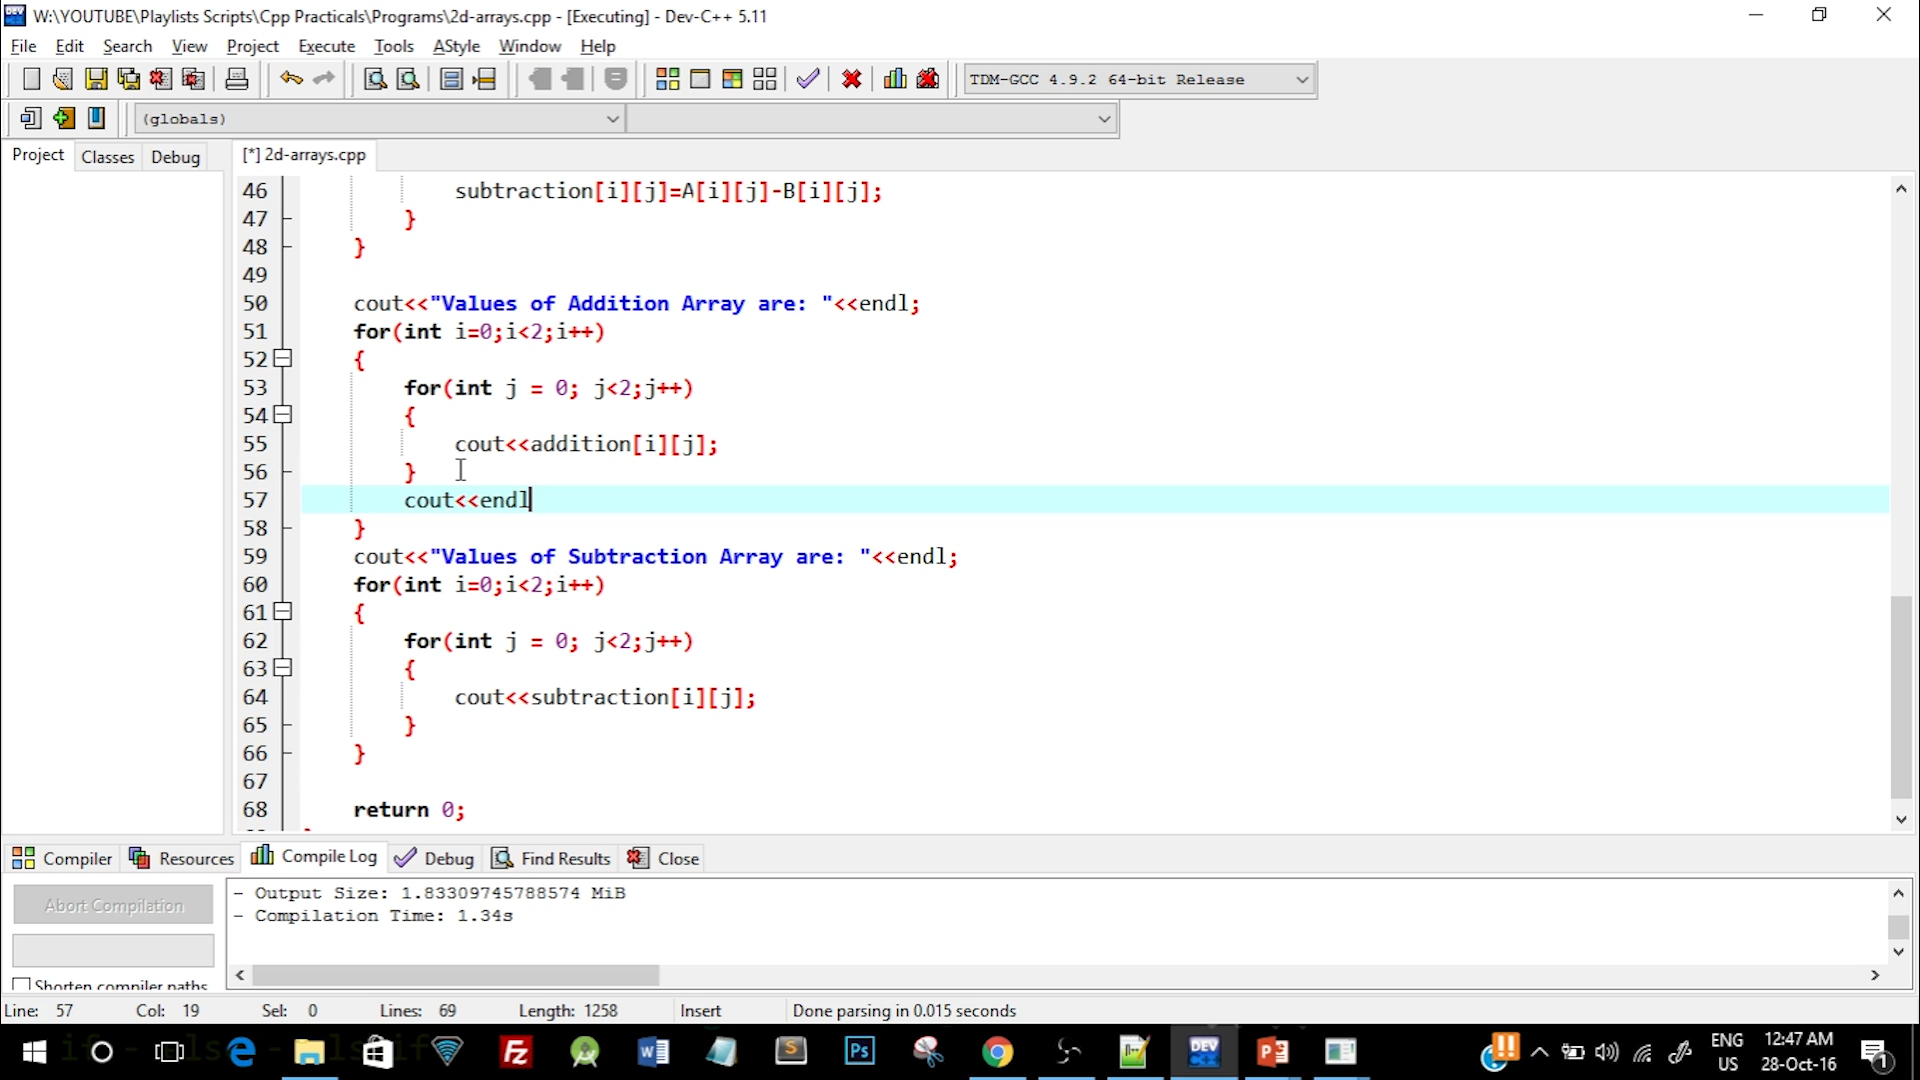 W:\YOUTUBE\Playlists Scripts\Cpp Practicals\Programs\2d-arrays.cpp - [Executing] - Dev-C++ 5.11
File Edit Search View Project Execute Tools AStyle Window Help
TDM-GCC 4.9.2 64-bit Release
(globals)
Project Classes Debug [*] 2d-arrays.cpp
46 subtraction[i][j]=A[i][j]-B[i][j];
47 }
48 }
49
50 cout<<"Values of Addition Array are: "<<endl;
51 for(int i=0;i<2;i++)
52 {
53 for(int j = 0; j<2;j++)
54 {
55 cout<<addition[i][j];
56 }
57 cout<<endl
58 }
59 cout<<"Values of Subtraction Array are: "<<endl;
60 for(int i=0;i<2;i++)
61 {
62 for(int j = 0; j<2;j++)
63 {
64 cout<<subtraction[i][j];
65 }
66 }
67
68 return 0;
Compiler Resources Compile Log Debug Find Results Close
Abort Compilation
- Output Size: 1.83309745788574 MiB
- Compilation Time: 1.34s
Shorten compiler paths
Line: 57 Col: 19 Sel: 0 Lines: 69 Length: 1258 Insert Done parsing in 0.015 seconds
ENG 12:47 AM
US 28-Oct-16
1